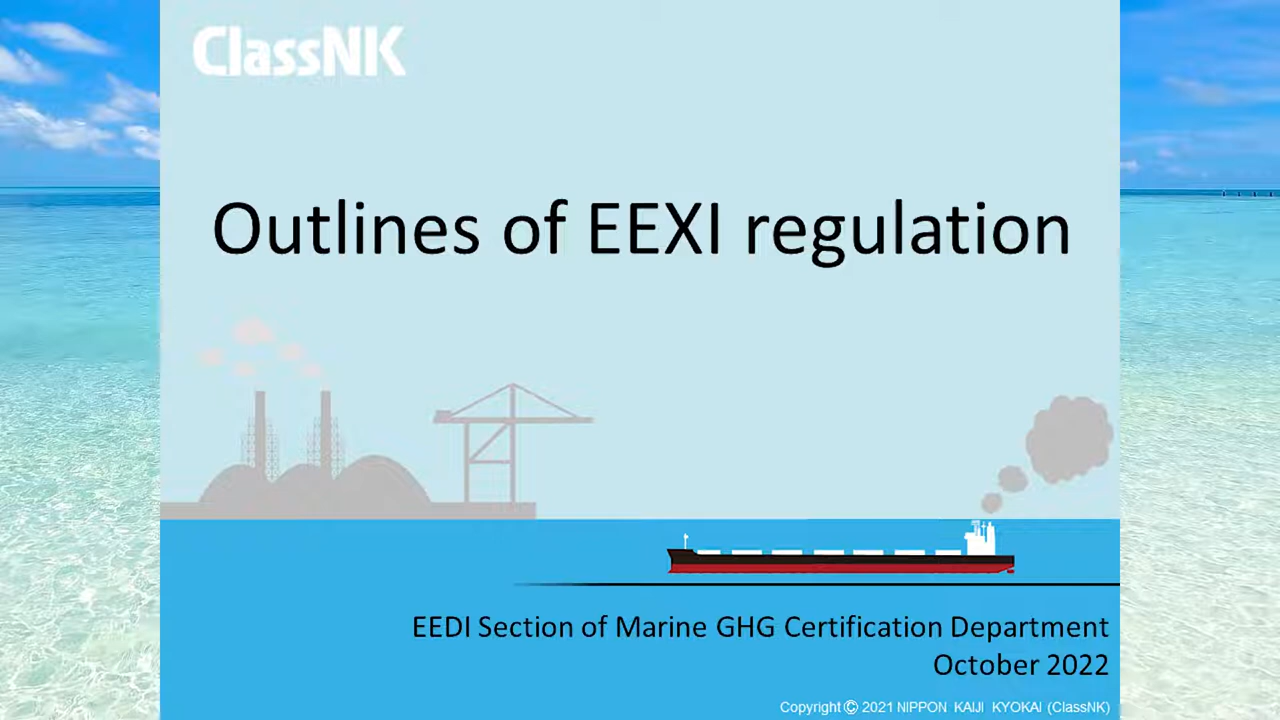 ClassNK
Outlines of EEXI regulation
EEDI Section of Marine GHG Certification Department
October 2022
Copyright © 2021 NIPPON KAIJI KYOKAI (ClassNK)